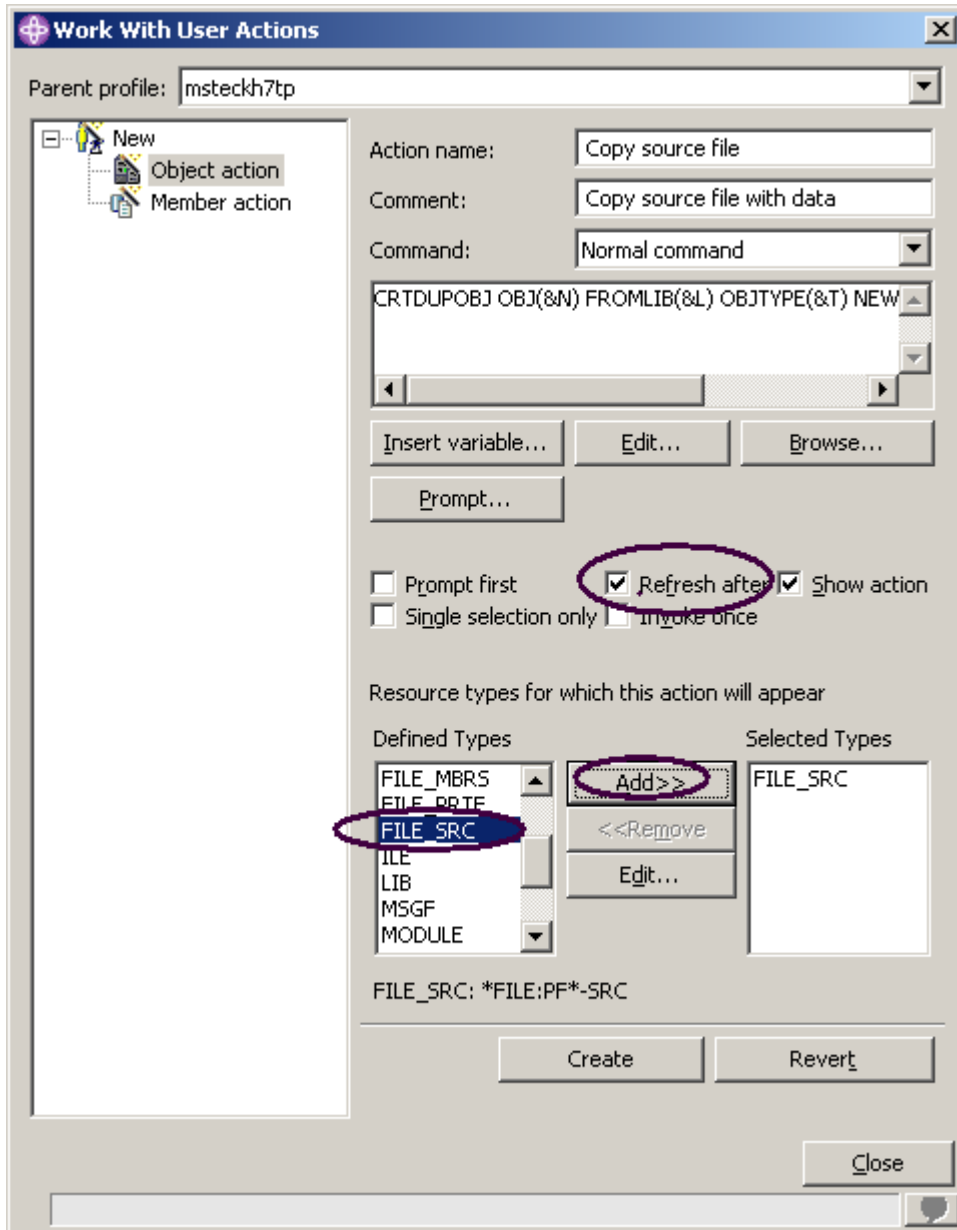 Work With User Actions
Parent profile: msteckh7tp
New
Object action
Member action
Action name: Copy source file
Comment: Copy source file with data
Command: Normal command
CRTDUPOBJ OBJ(&N) FROMLIB(&L) OBJTYPE(&T) NEW
Insert variable... Edit... Browse...
Prompt...
Prompt first Refresh after Show action
Single selection only Invoke once
Resource types for which this action will appear
Defined Types Selected Types
FILE_MBRS Add>> FILE_SRC
FILE_PRTF
FILE_SRC <<Remove
ILE
LIB Edit...
MSGF
MODULE
FILE_SRC: *FILE:PF*-SRC
Create Revert
Close